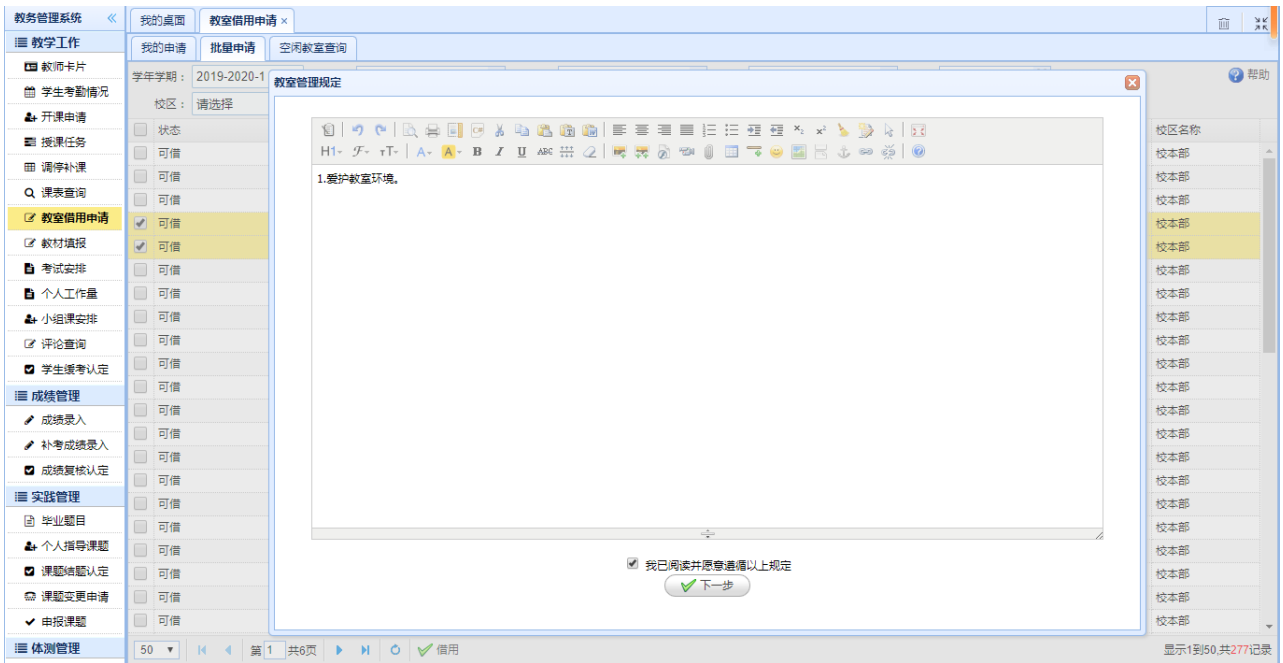 教务管理系统 «
我的桌面 教室借用申请 ×
教学工作
我的申请 批量申请 空闲教室查询
教师卡片
学年学期： 2019-2020-1
帮助
学生考勤情况
校区： 请选择
教室管理规定
开课申请
状态 校区名称
授课任务
可借 校本部
调停补课
可借 校本部
课表查询
可借 校本部
教室借用申请
可借 校本部
教材填报
可借 校本部
考试安排
可借 校本部
个人工作量
可借 校本部
小组课安排
可借 校本部
评论查询
可借 校本部
学生缓考认定
可借 校本部
成绩管理
可借 校本部
成绩录入
可借 校本部
补考成绩录入
可借 校本部
成绩复核认定
可借 校本部
可借 校本部
实践管理
可借 校本部
毕业题目
可借 校本部
个人指导课题
可借 校本部
课题结题认定
可借 校本部
课题变更申请
可借 校本部
申报课题
可借 校本部
体测管理
H1 F тT A A B I U ABC
1.爱护教室环境。
我已阅读并愿意遵循以上规定
下一步
50 第 1 共6页 借用 显示1到50,共277记录